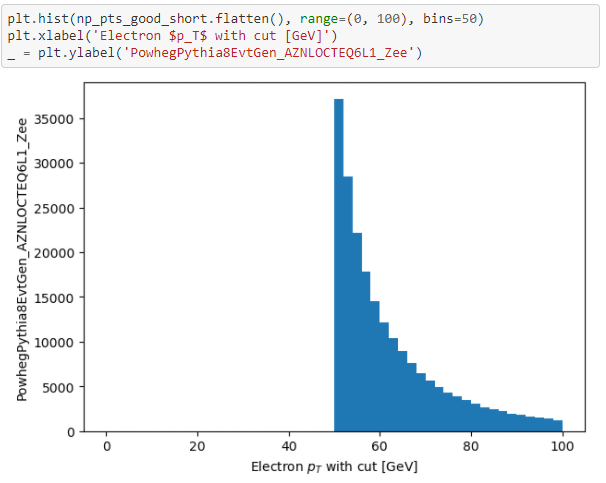 plt.hist(np_pts_good_short.flatten(), range=(0, 100), bins=50)
plt.xlabel('Electron $p_T$ with cut [GeV]')
_ = plt.ylabel('PowhegPythia8EvtGen_AZNLOCTEQ6L1_Zee')
PowhegPythia8EvtGen_AZNLOCTEQ6L1_Zee
35000
30000
25000
20000
15000
10000
5000
0
0 20 40 60 80 100
Electron p_T with cut [GeV]